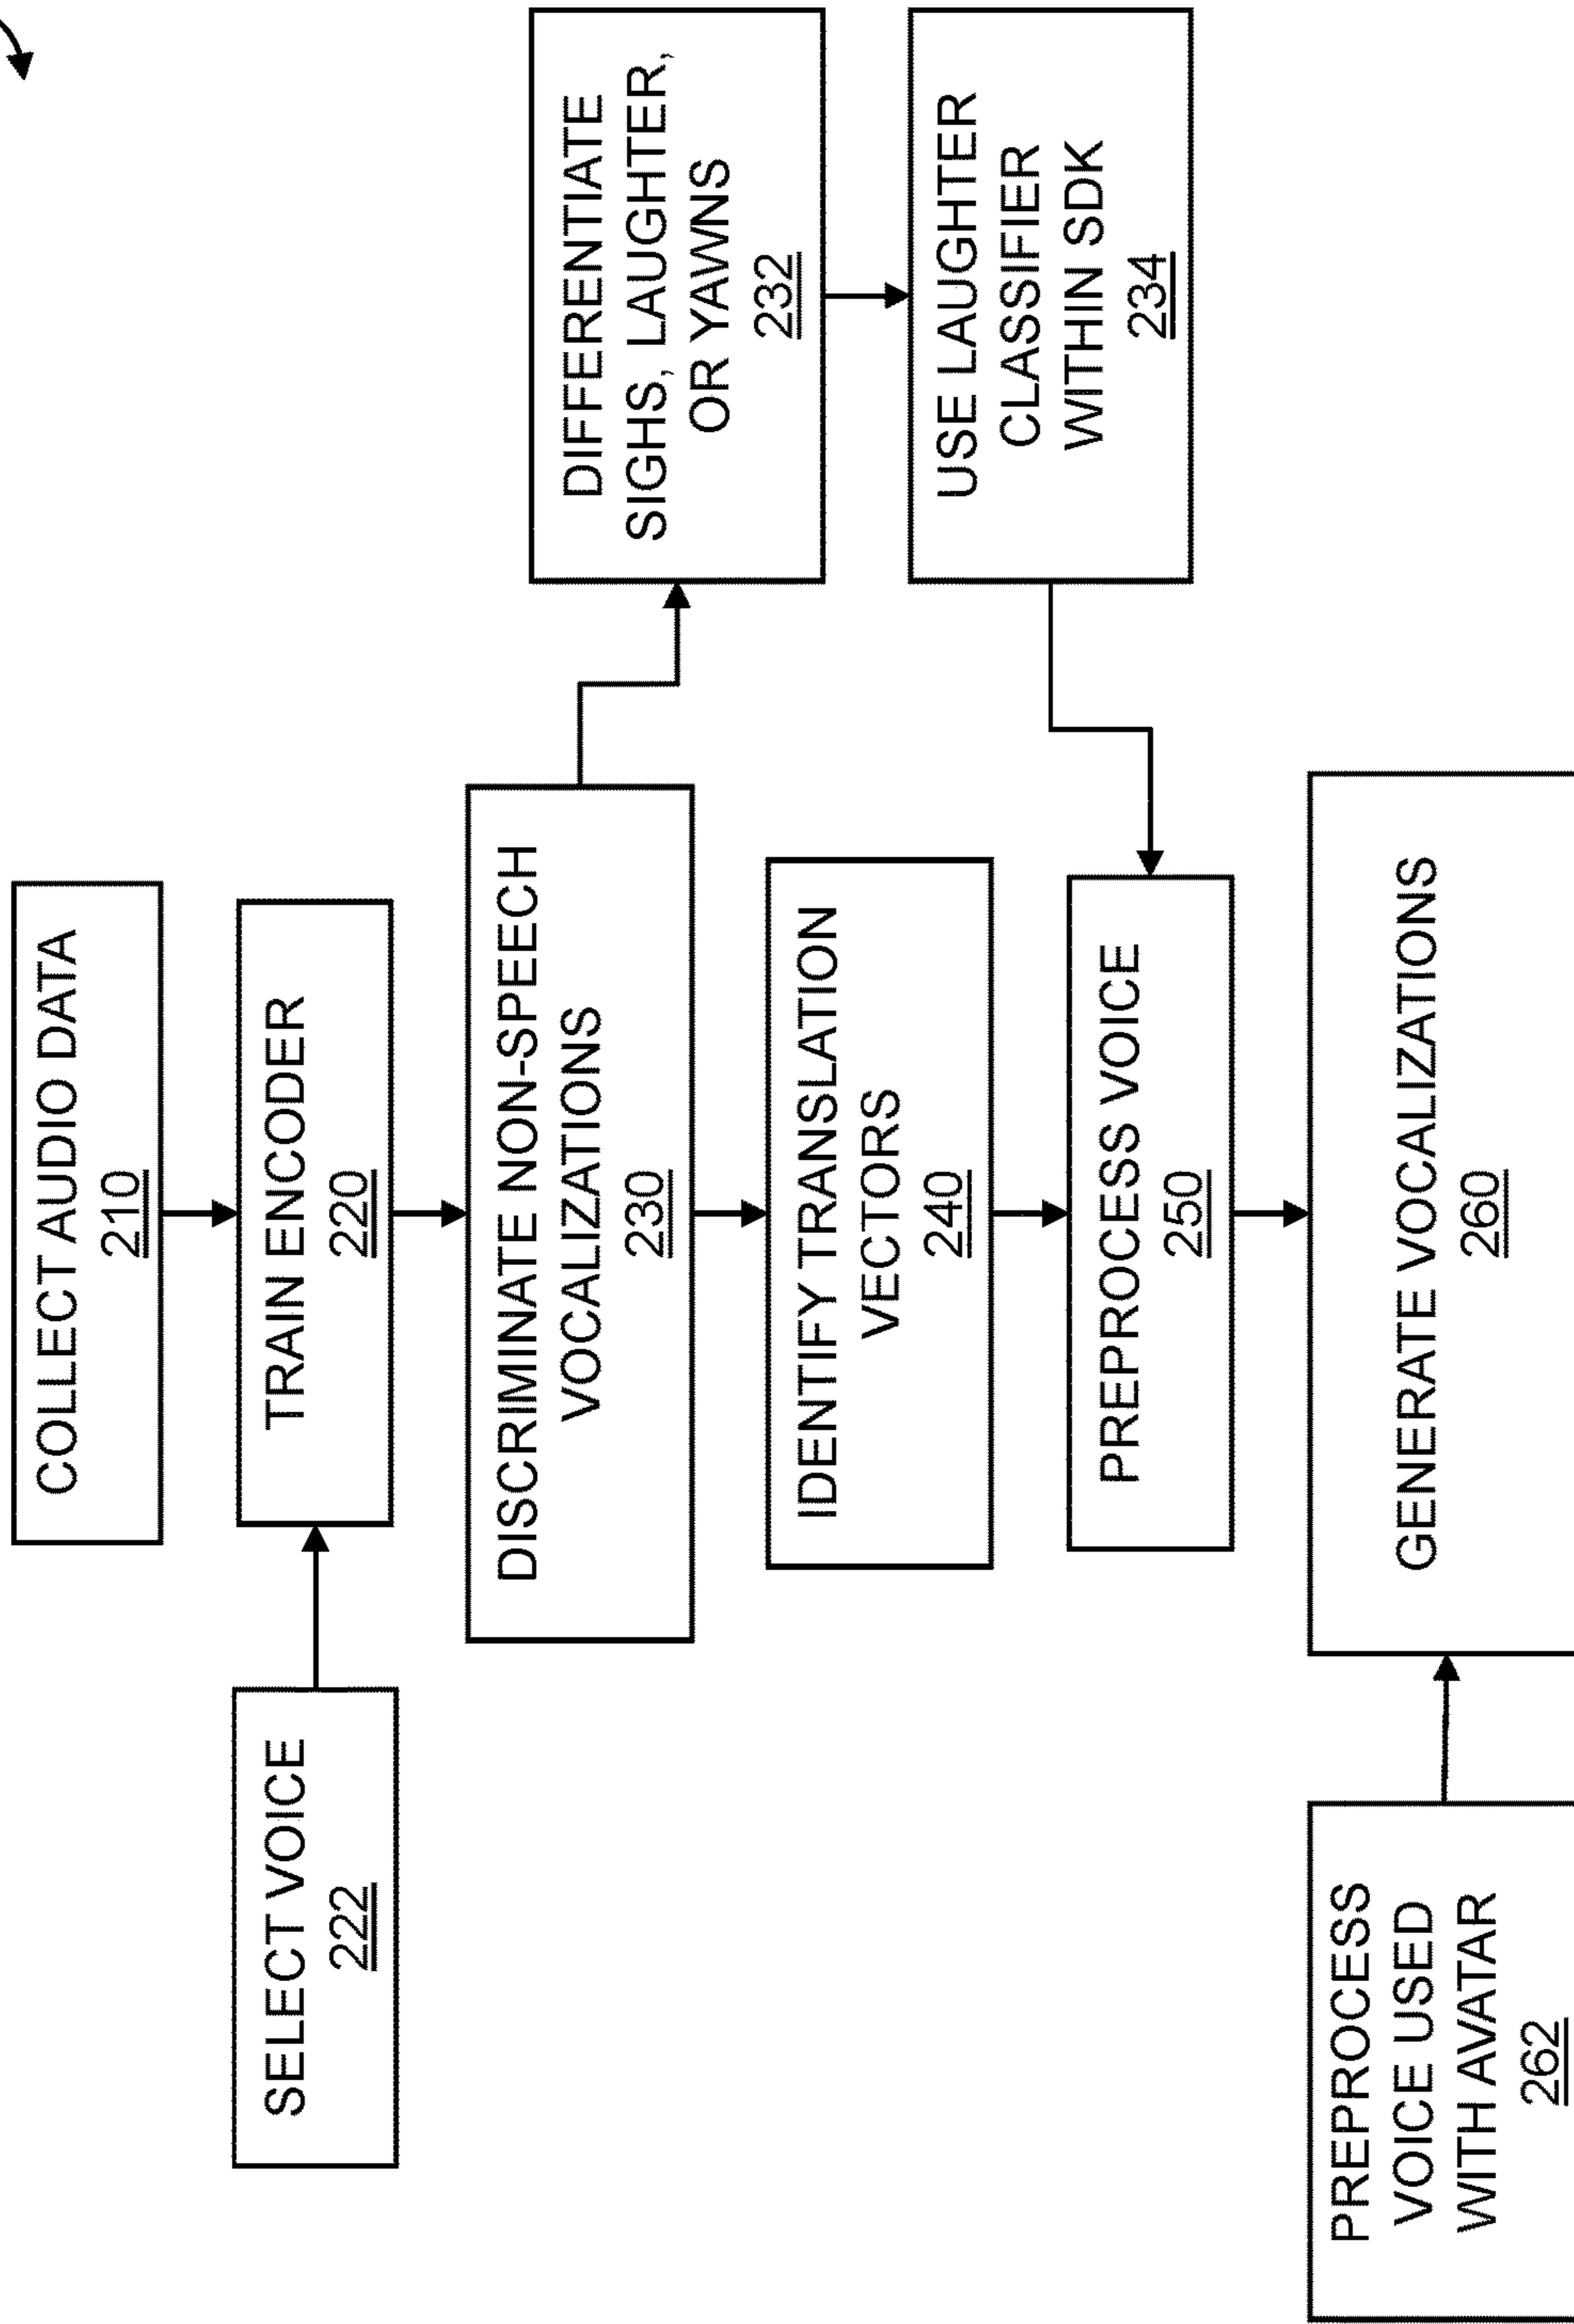 COLLECT AUDIO DATA
210
SELECT VOICE
222
TRAIN ENCODER
220
DISCRIMINATE NON-SPEECH
VOCALIZATIONS
230
DIFFERENTIATE
SIGHS, LAUGHTER,
OR YAWNS
232
IDENTIFY TRANSLATION
VECTORS
240
USE LAUGHTER
CLASSIFIER
WITHIN SDK
234
PREPROCESS VOICE
250
PREPROCESS
VOICE USED
WITH AVATAR
262
GENERATE VOCALIZATIONS
260